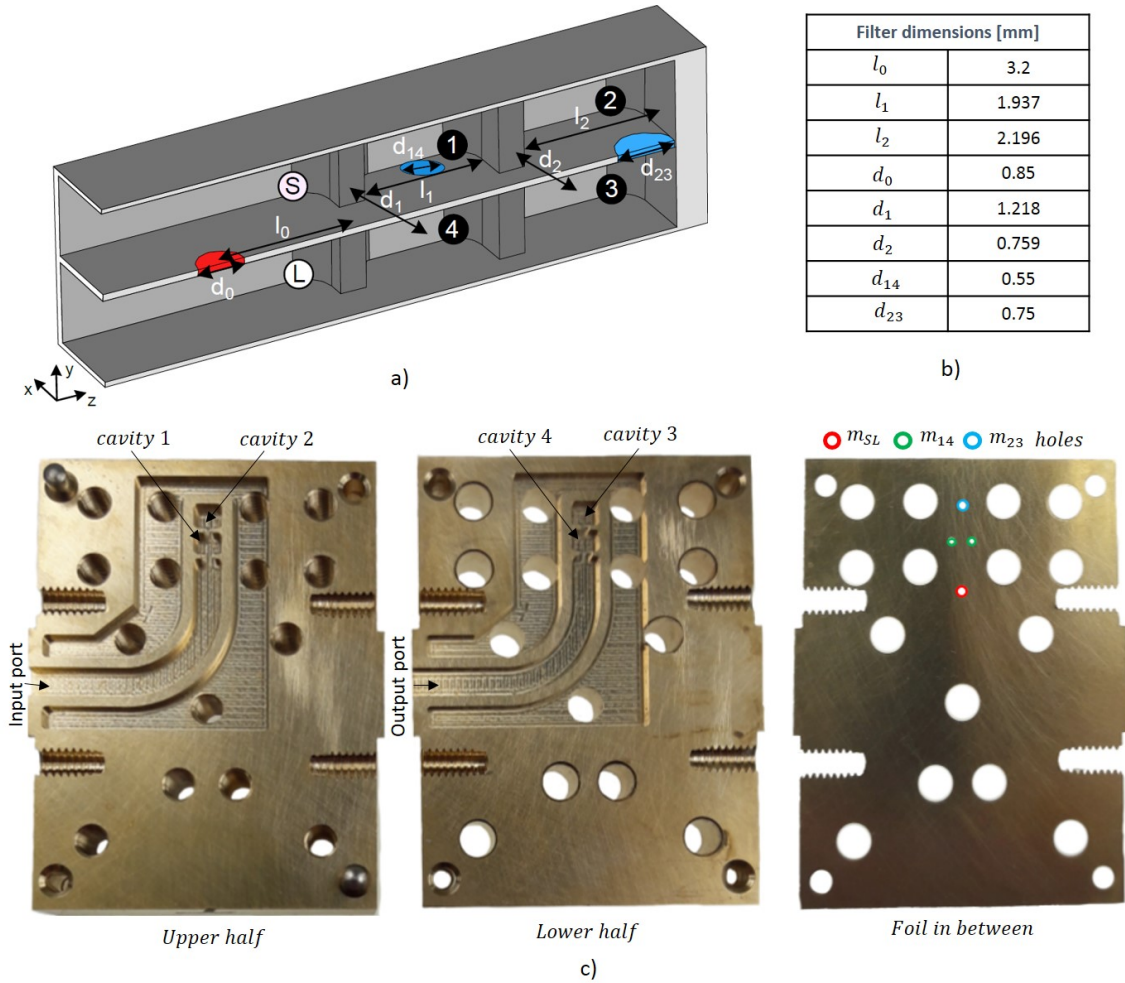 S
L
1
2
3
4
l₀
d₀
d₁
l₁
d₁₄
d₂
l₂
d₂₃
x
y
z
a)
Filter dimensions [mm]
l₀ 3.2
l₁ 1.937
l₂ 2.196
d₀ 0.85
d₁ 1.218
d₂ 0.759
d₁₄ 0.55
d₂₃ 0.75
b)
cavity 1
cavity 2
Input port
Upper half
cavity 4
cavity 3
Output port
Lower half
m_SL m₁₄ m₂₃ holes
Foil in between
c)